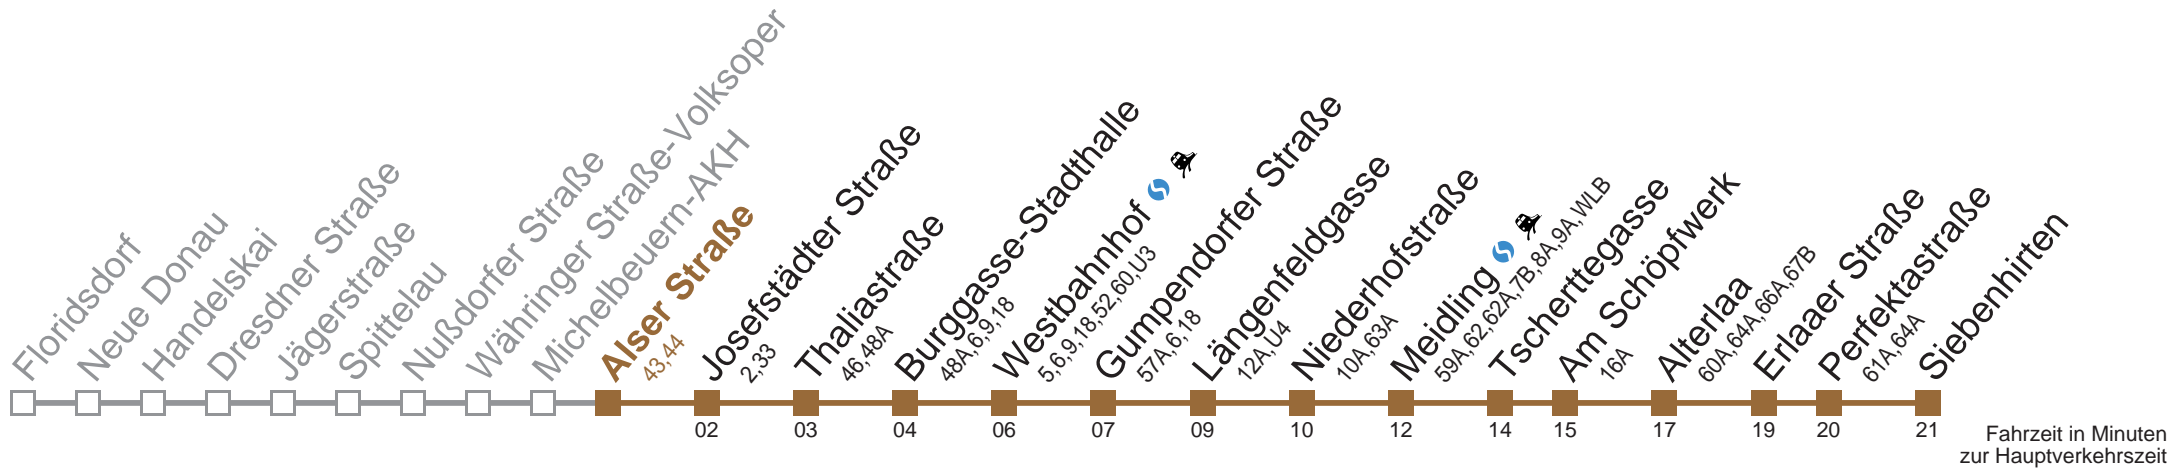 Floridsdorf
Neue Donau
Handelskai
Dresdner Straße
Jägerstraße
Spittelau
Nußdorfer Straße
Währinger Straße-Volksoper
Michelbeuern-AKH
Alser Straße
43,44
Josefstädter Straße
2,33
Thaliastraße
46,48A
Burggasse-Stadthalle
48A,6,9,18
Westbahnhof
5,6,9,18,52,60,U3
Gumpendorfer Straße
57A,6,18
Längenfeldgasse
12A,U4
Niederhofstraße
10A,63A
Meidling
59A,62,62A,7B,8A,9A,WLB
Tscherttegasse
Am Schöpfwerk
16A
Alterlaa
60A,64A,66A,67B
Erlaaer Straße
Perfektastraße
61A,64A
Siebenhirten
02 03 04 06 07 09 10 12 14 15 17 19 20 21
Fahrzeit in Minuten
zur Hauptverkehrszeit